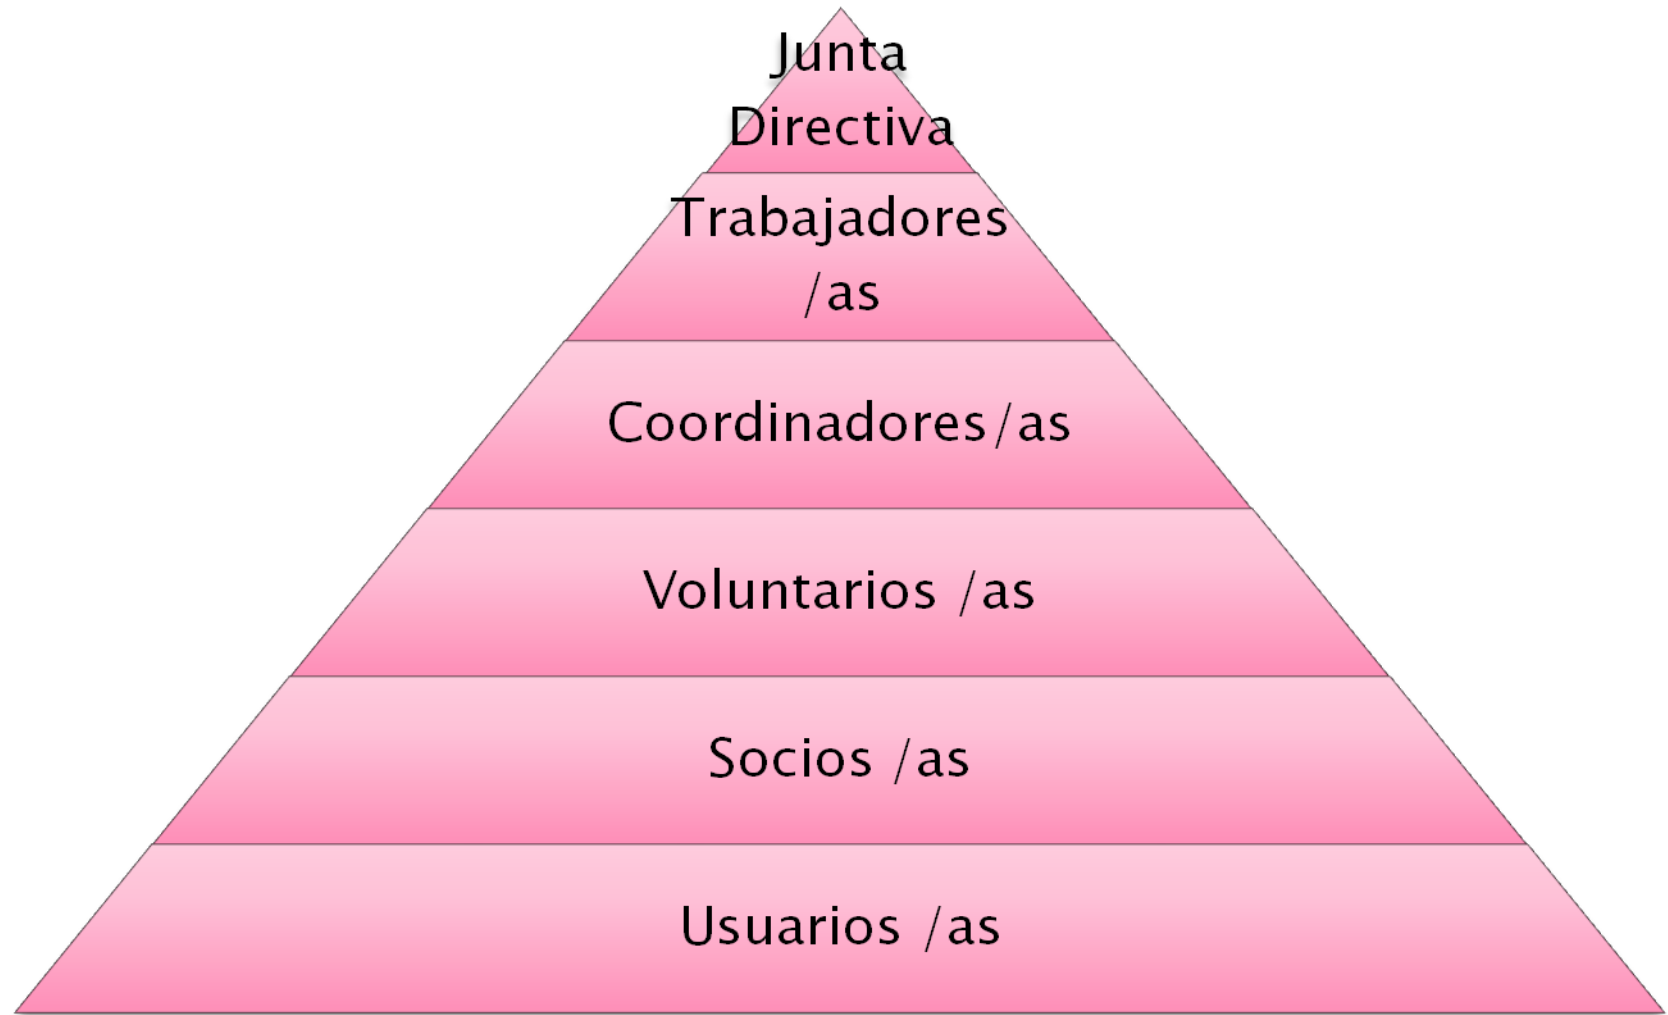 Junta
Directiva
Trabajadores
/as
Coordinadores/as
Voluntarios /as
Socios /as
Usuarios /as